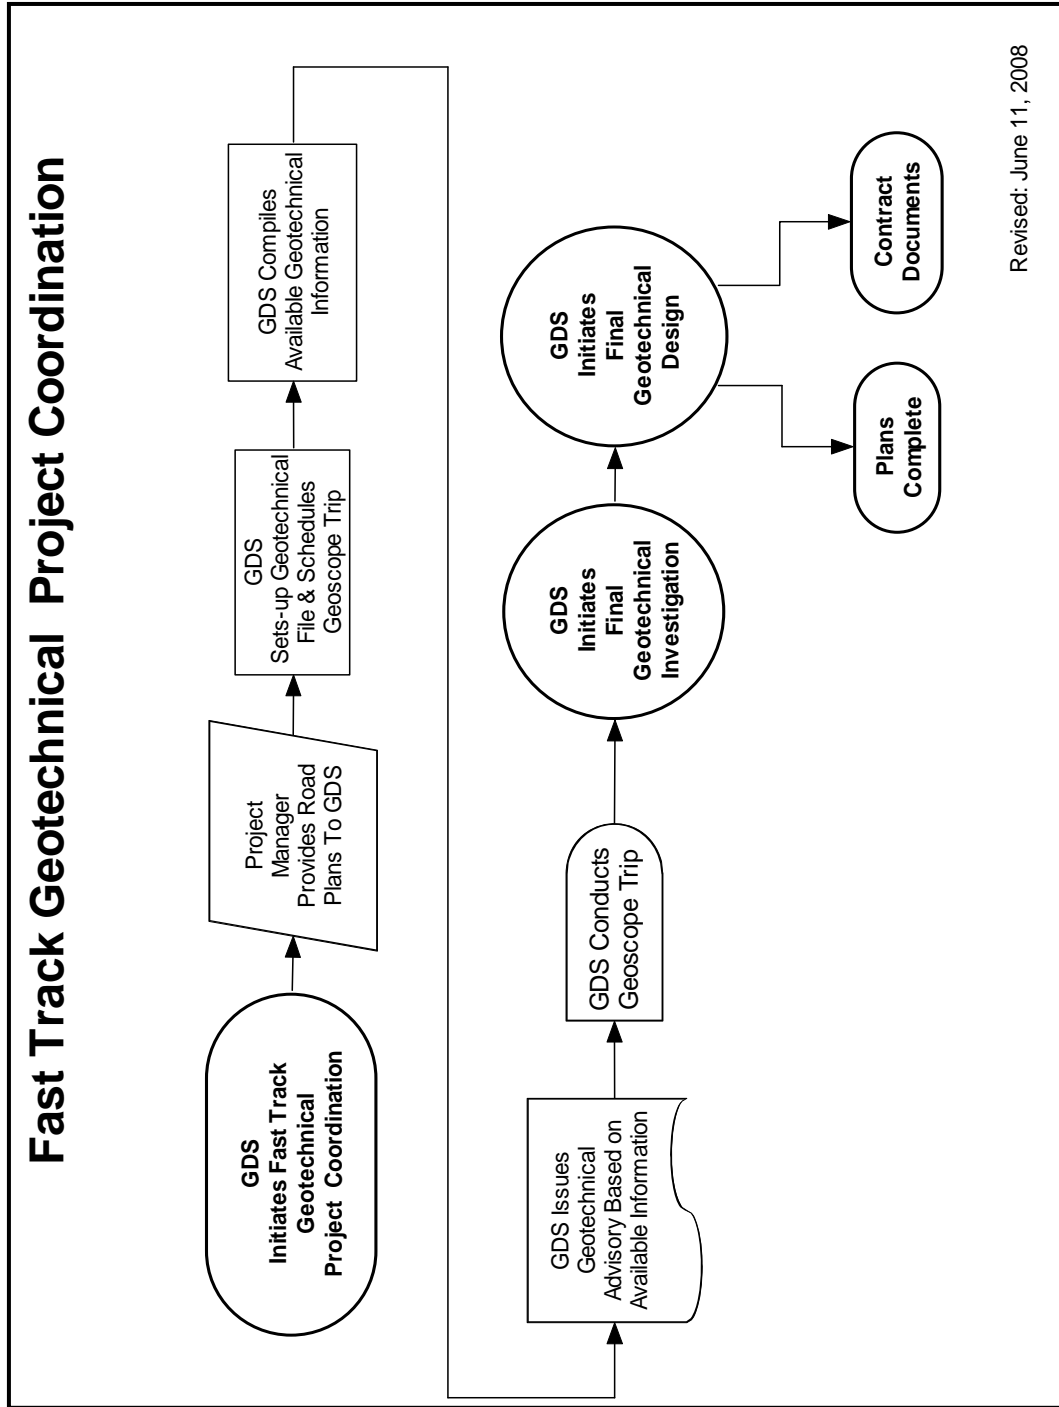 Fast Track Geotechnical Project Coordination
GDS
Initiates Fast Track
Geotechnical
Project Coordination
Project
Manager
Provides Road
Plans To GDS
GDS
Sets-up Geotechnical
File & Schedules
Geoscope Trip
GDS Compiles
Available Geotechnical
Information
GDS Issues
Geotechnical
Advisory Based on
Available Information
GDS Conducts
Geoscope Trip
GDS
Initiates
Final
Geotechnical
Investigation
GDS
Initiates
Final
Geotechnical
Design
Plans
Complete
Contract
Documents
Revised: June 11, 2008